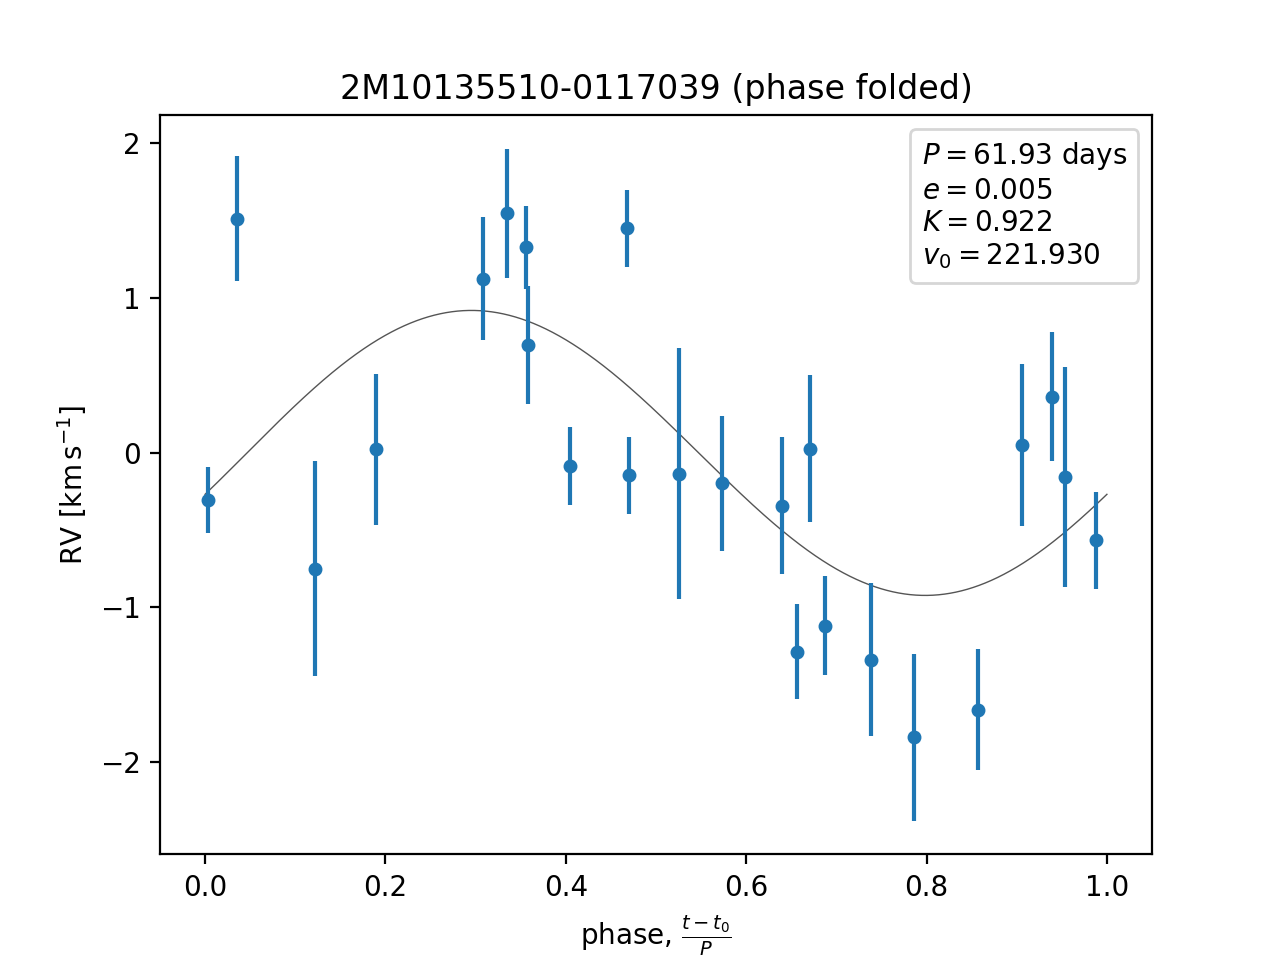 2M10135510-0117039 (phase folded)
P = 61.93 days
e = 0.005
K = 0.922
v₀ = 221.930
RV [km s⁻¹]
2
1
0
−1
−2
0.0 0.2 0.4 0.6 0.8 1.0
phase, (t − t₀)/P